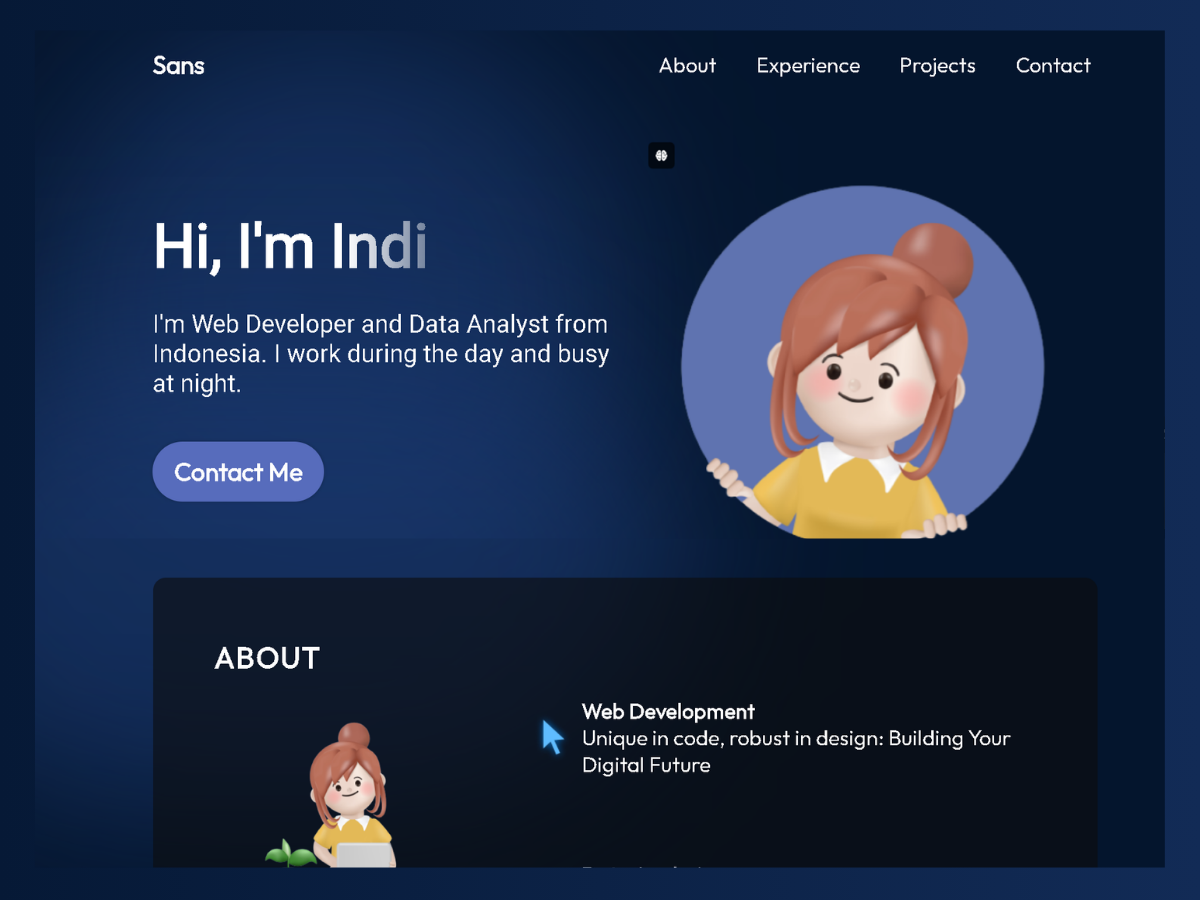 Sans
About Experience Projects Contact
Hi, I'm Indi
I'm Web Developer and Data Analyst from
Indonesia. I work during the day and busy
at night.
Contact Me
ABOUT
Web Development
Unique in code, robust in design: Building Your
Digital Future